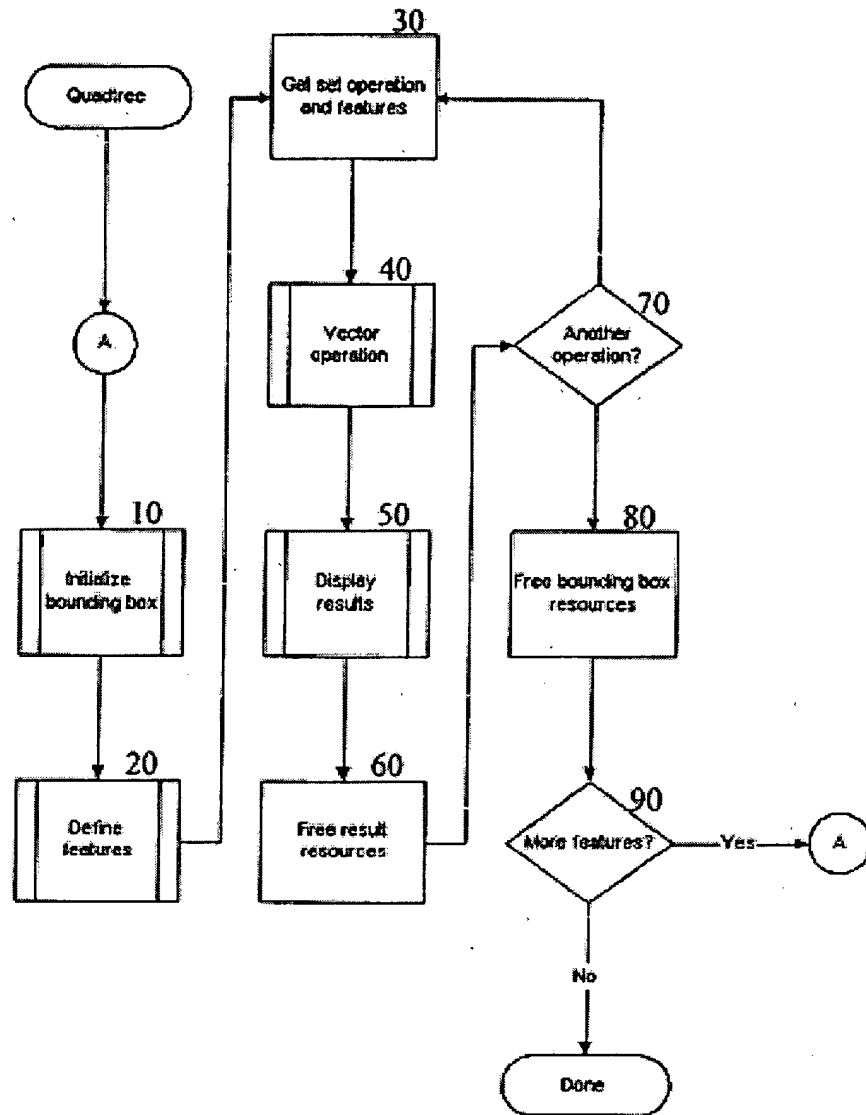 Quadtree
A
10
Initialize
bounding box
20
Define
features
30
Get set operation
and features
40
Vector
operation
50
Display
results
60
Free result
resources
70
Another
operation?
80
Free bounding box
resources
90
More features?
Yes
A
No
Done